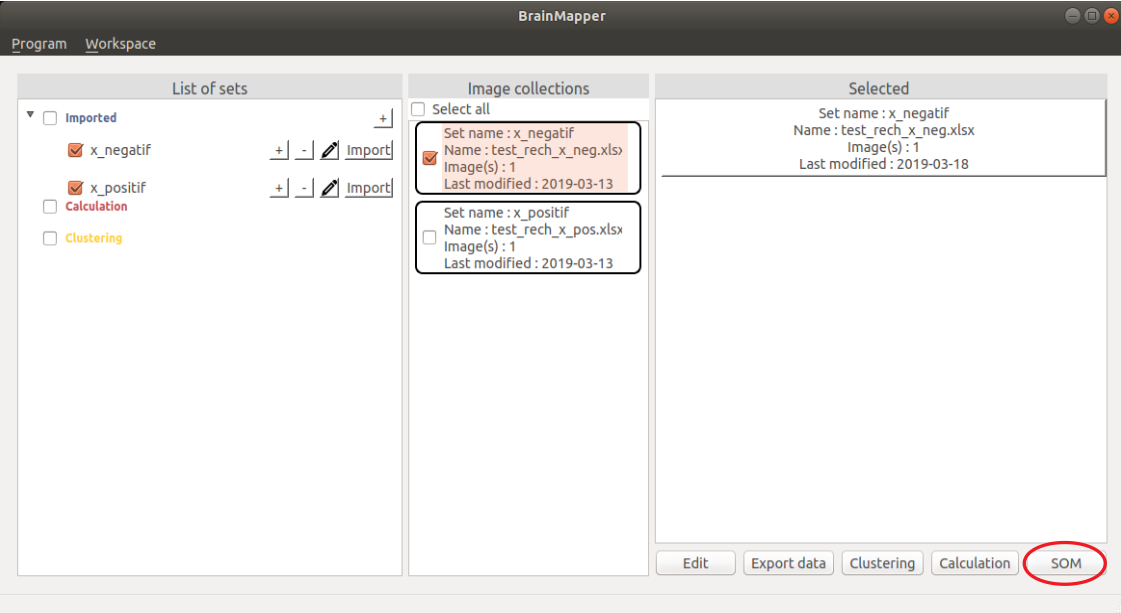 BrainMapper
Program Workspace
List of sets
Imported
+
x_negatif
+ - Import
x_positif
+ - Import
Calculation
Clustering
Image collections
Select all
Set name : x_negatif
Name : test_rech_x_neg.xlsx
Image(s) : 1
Last modified : 2019-03-13
Set name : x_positif
Name : test_rech_x_pos.xlsx
Image(s) : 1
Last modified : 2019-03-13
Selected
Set name : x_negatif
Name : test_rech_x_neg.xlsx
Image(s) : 1
Last modified : 2019-03-18
Edit Export data Clustering Calculation SOM